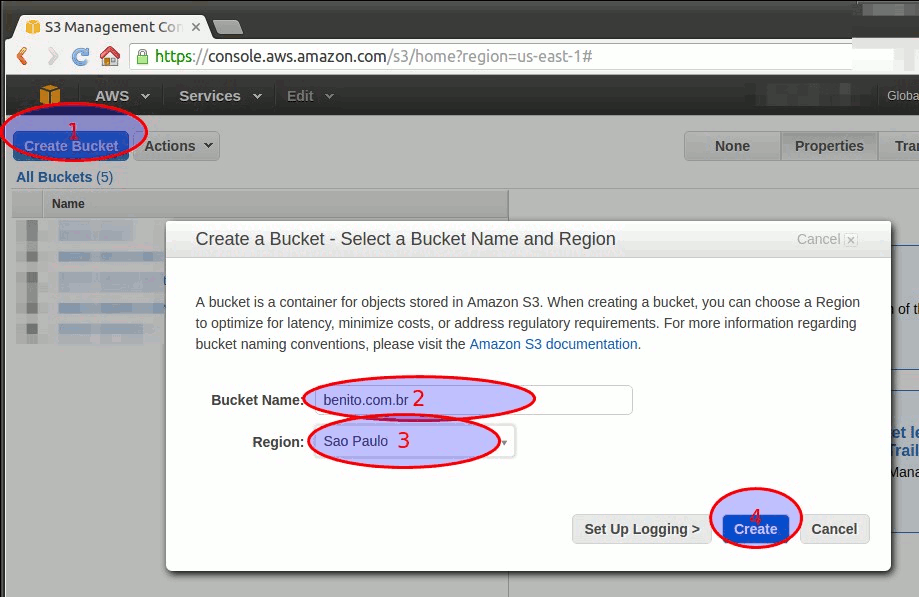 S3 Management Con
https://console.aws.amazon.com/s3/home?region=us-east-1#
AWS Services Edit Globa
1
Create Bucket Actions None Properties Tran
All Buckets (5)
Name
Create a Bucket - Select a Bucket Name and Region Cancel
A bucket is a container for objects stored in Amazon S3. When creating a bucket, you can choose a Region
to optimize for latency, minimize costs, or address regulatory requirements. For more information regarding
bucket naming conventions, please visit the Amazon S3 documentation.
n of t
Bucket Name: benito.com.br 2
Region: Sao Paulo 3
et le
Trail
Mana
4
Set Up Logging > Create Cancel